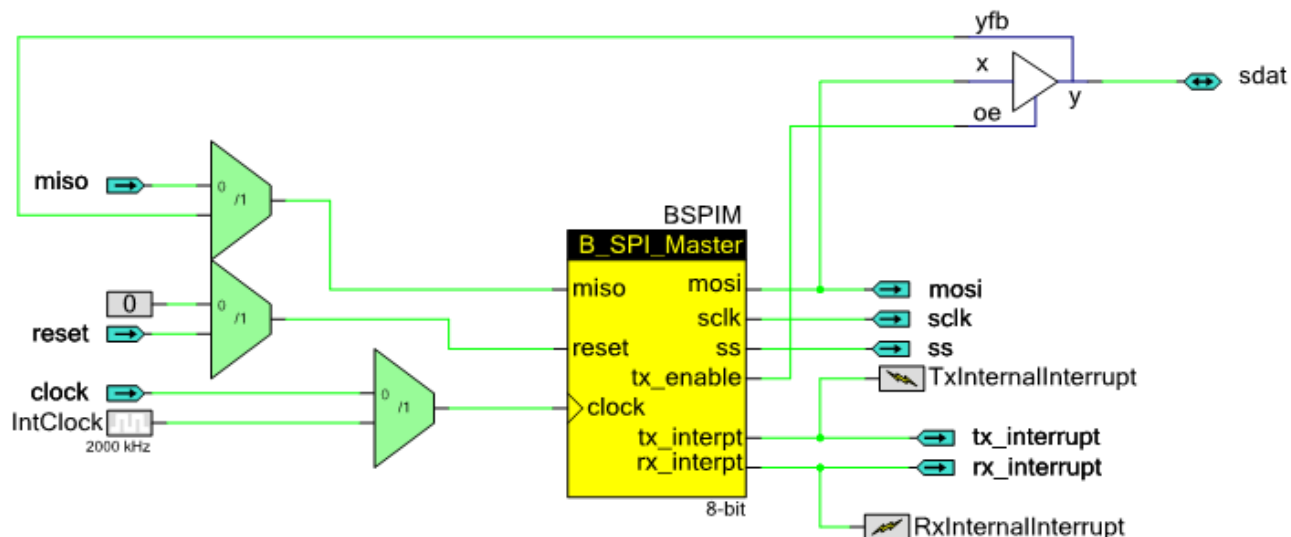 yfb
x
sdat
y
oe
miso
0
/1
BSPIM
B_SPI_Master
miso
mosi
mosi
0
0
/1
sclk
sclk
reset
reset
ss
ss
tx_enable
TxInternalInterrupt
clock
0
/1
clock
IntClock
2000 kHz
tx_interpt
tx_interrupt
rx_interpt
rx_interrupt
8-bit
RxInternalInterrupt